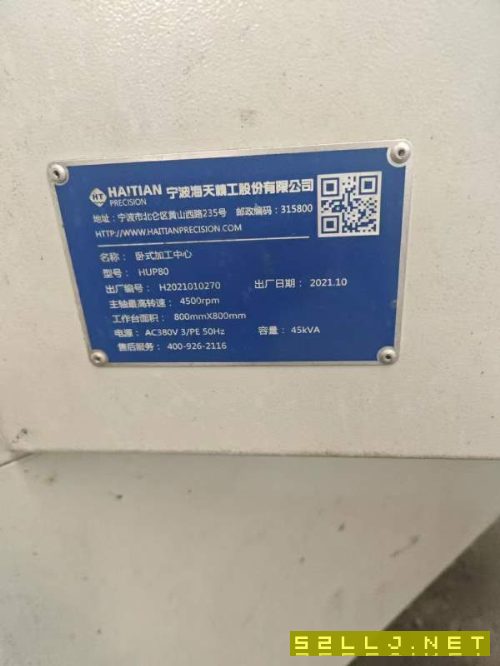 HAITIAN 宁波海天精工股份有限公司
PRECISION
地址：宁波市北仑区黄山西路235号 邮政编码：315800
HTTP://WWW.HAITIANPRECISION.COM
名称： 卧式加工中心
型号： HUP80
出厂编号： H2021010270 出厂日期： 2021.10
主轴最高转速： 4500rpm
工作台面积： 800mmX800mm
电源： AC380V 3/PE 50Hz 容量： 45kVA
售后服务： 400-926-2116
52LLJ.NET